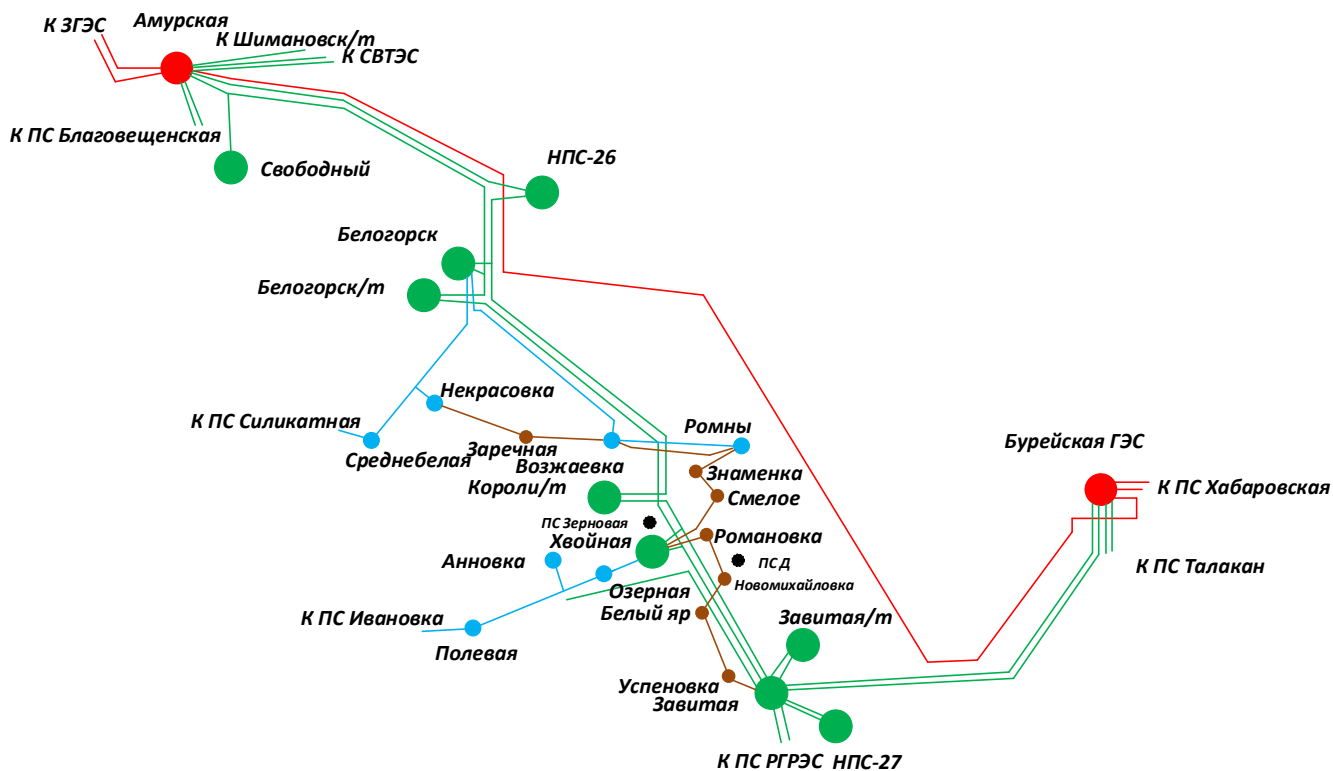 Амурская
К ЗГЭС
К Шимановск/т
К СВТЭС
К ПС Благовещенская
Свободный
НПС-26
Белогорск
Белогорск/т
Некрасовка
К ПС Силикатная
Среднебелая
Заречная
Возжаевка
Ромны
Знаменка
Смелое
Короли/т
ПС Зерновая
Хвойная
Романовка
Бурейская ГЭС
К ПС Хабаровская
К ПС Талакан
Анновка
ПС Д
Новомихайловка
Озерная
Белый яр
К ПС Ивановка
Полевая
Завитая/т
Успеновка
Завитая
К ПС РГРЭС
НПС-27